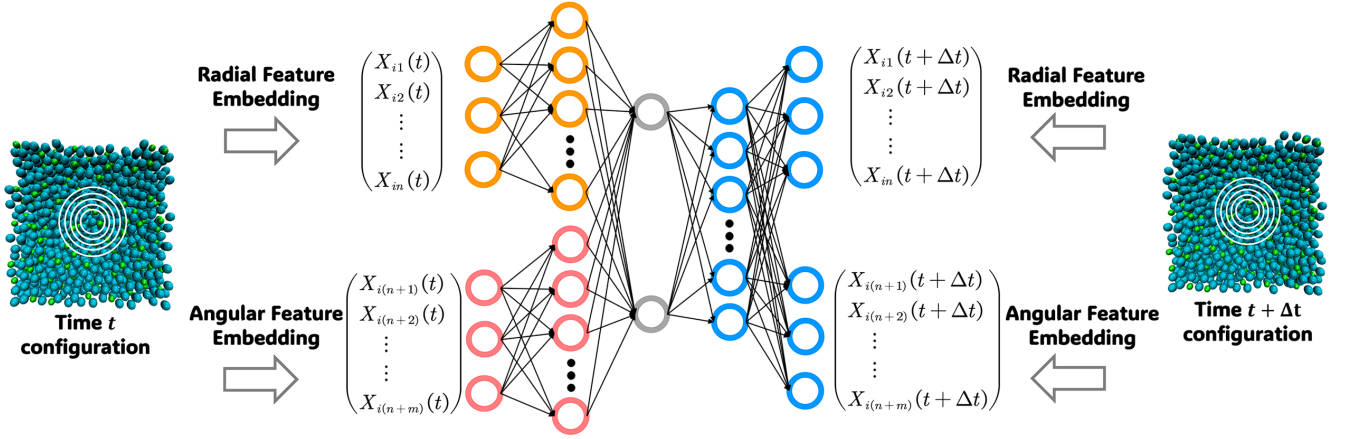 Radial Feature
Embedding
X_{i1}(t)
X_{i2}(t)
⋮
⋮
X_{in}(t)
Time t
configuration
Angular Feature
Embedding
X_{i(n+1)}(t)
X_{i(n+2)}(t)
⋮
⋮
X_{i(n+m)}(t)
X_{i1}(t + Δt)
X_{i2}(t + Δt)
⋮
⋮
X_{in}(t + Δt)
Radial Feature
Embedding
X_{i(n+1)}(t + Δt)
X_{i(n+2)}(t + Δt)
⋮
⋮
X_{i(n+m)}(t + Δt)
Angular Feature
Embedding
Time t + Δt
configuration